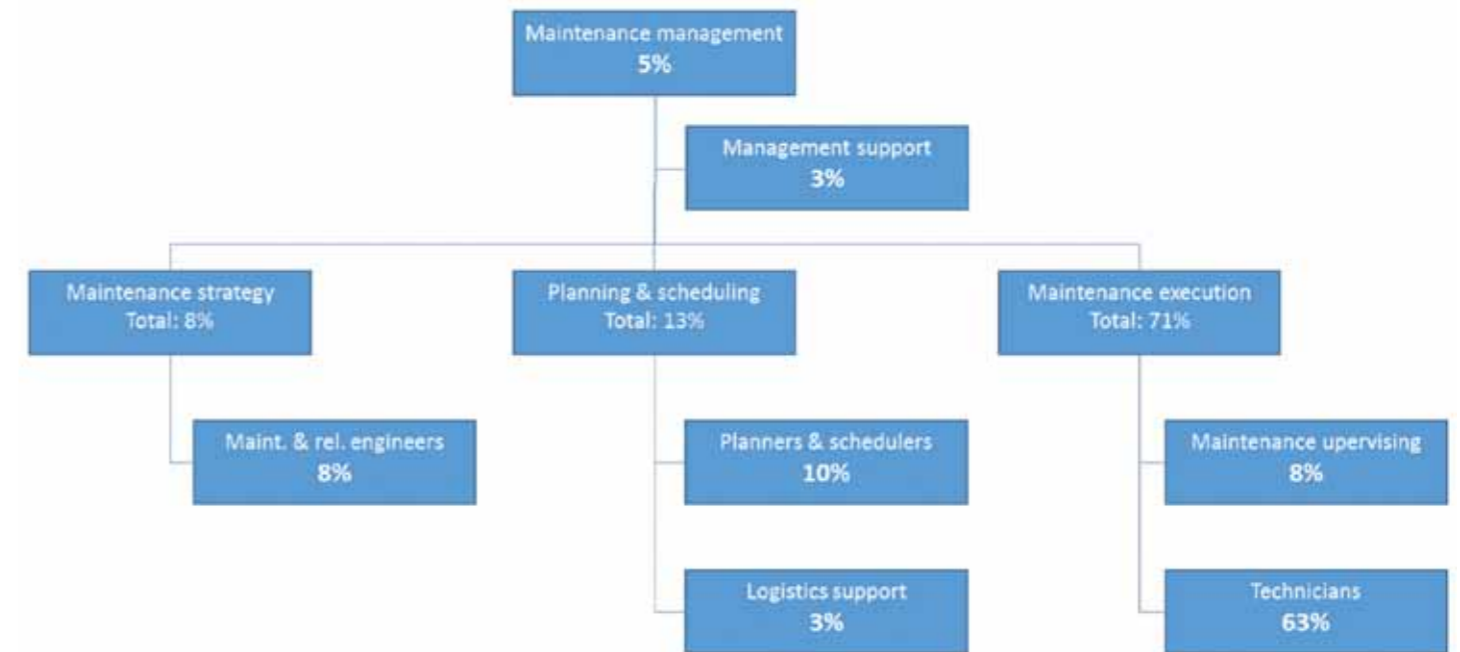 Maintenance management
5%
Management support
3%
Maintenance strategy
Total: 8%
Planning & scheduling
Total: 13%
Maintenance execution
Total: 71%
Maint. & rel. engineers
8%
Planners & schedulers
10%
Maintenance upervising
8%
Logistics support
3%
Technicians
63%